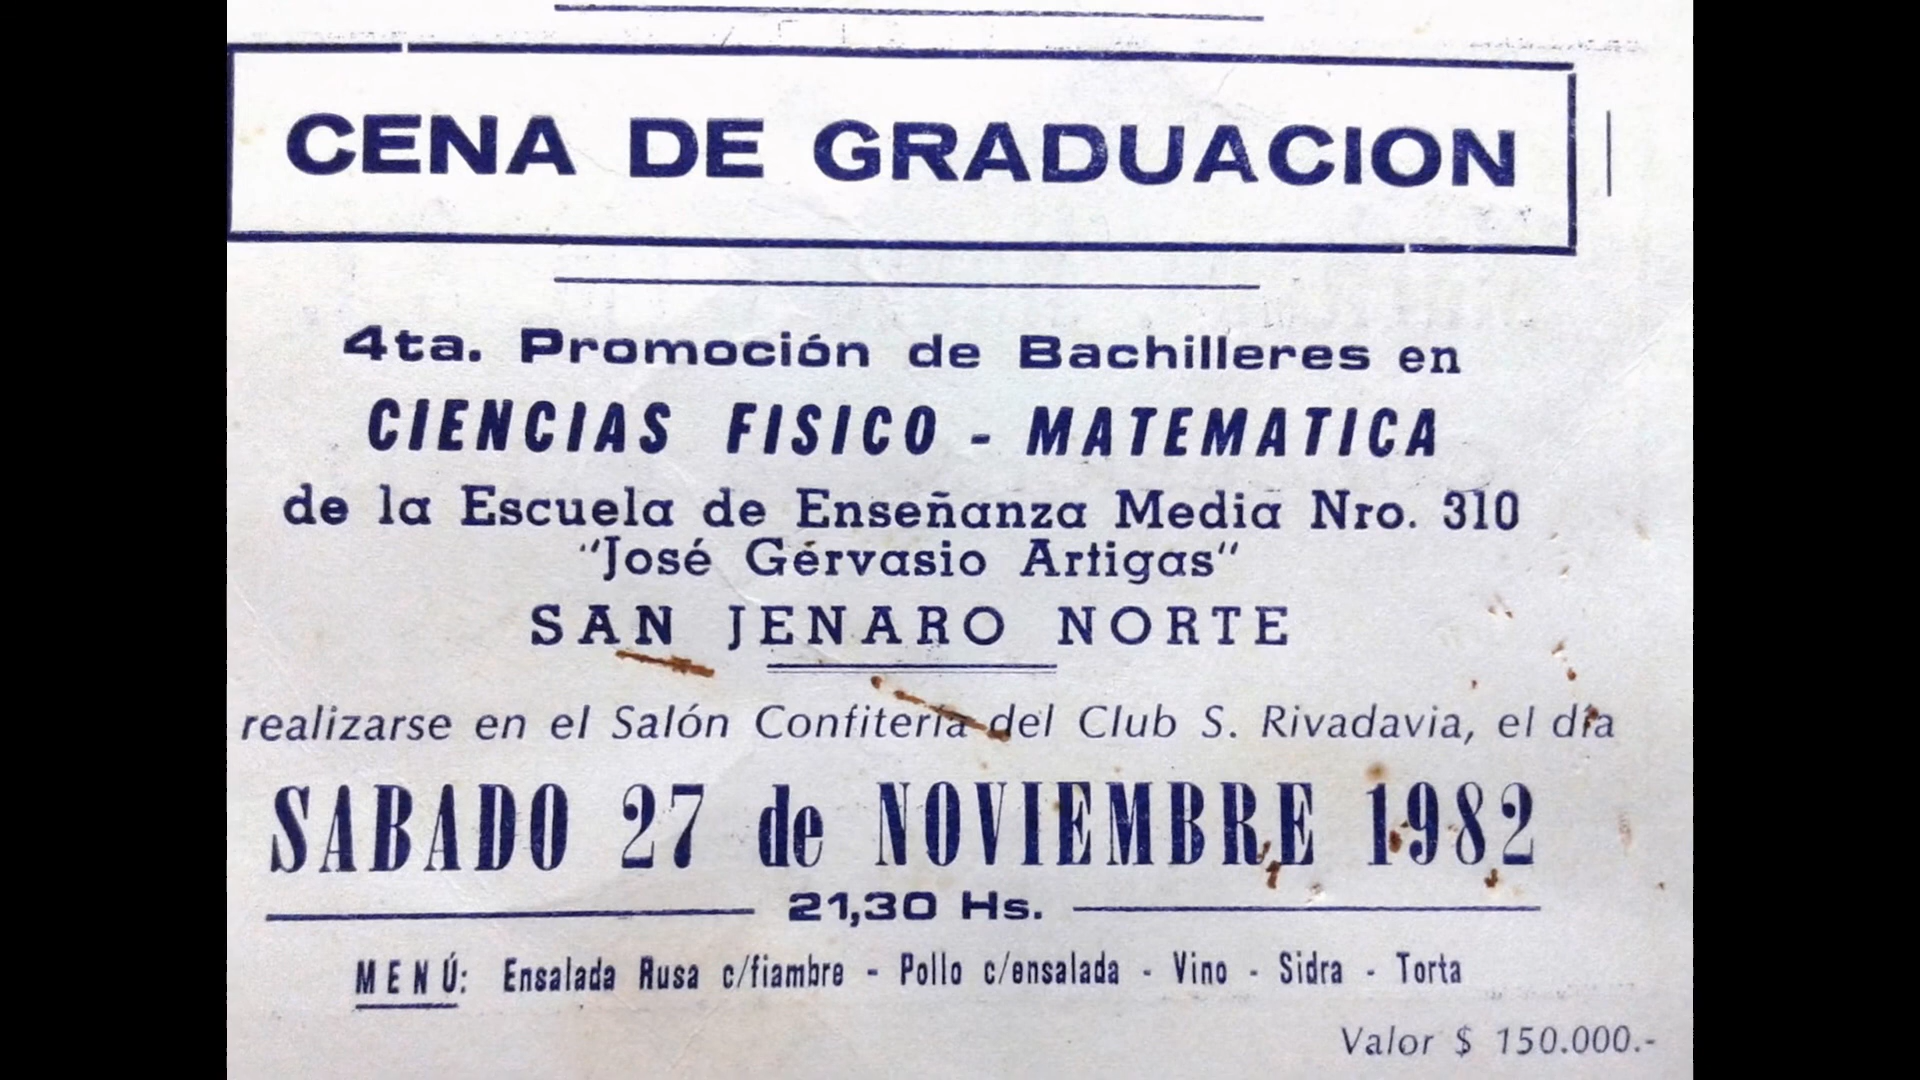 CENA DE GRADUACION
4ta. Promoción de Bachilleres en
CIENCIAS FISICO - MATEMATICA
de la Escuela de Enseñanza Media Nro. 310
"José Gérvasio Artigas"
SAN JENARO NORTE
realizarse en el Salón Confitería del Club S. Rivadavia, el día
SABADO 27 de NOVIEMBRE 1982
21,30 Hs.
MENÚ: Ensalada Rusa c/fiambre - Pollo c/ensalada - Vino - Sidra - Torta
Valor $ 150.000.-